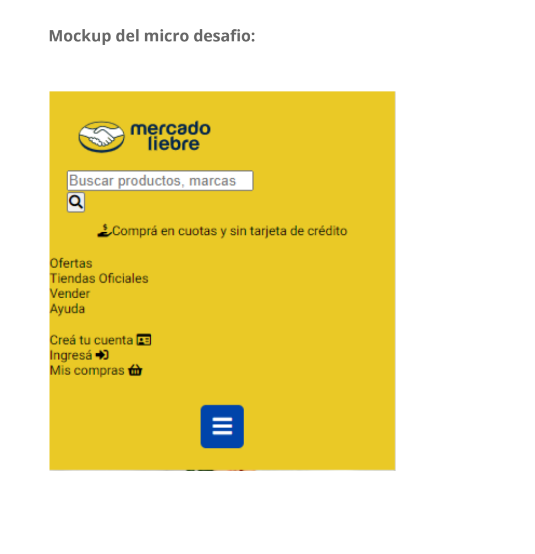 Mockup del micro desafio:
mercado
liebre
Buscar productos, marcas
Comprá en cuotas y sin tarjeta de crédito
Ofertas
Tiendas Oficiales
Vender
Ayuda
Creá tu cuenta
Ingresá
Mis compras